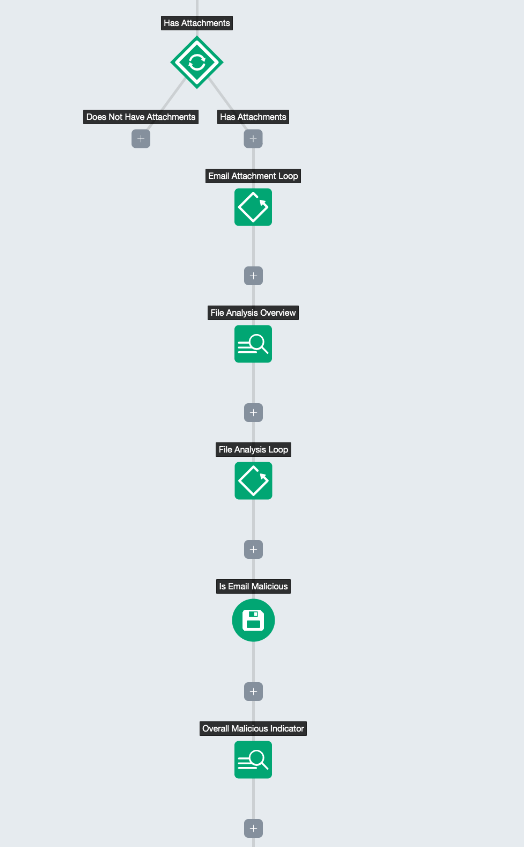 Has Attachments
Does Not Have Attachments
Has Attachments
Email Attachment Loop
File Analysis Overview
File Analysis Loop
Is Email Malicious
Overall Malicious Indicator